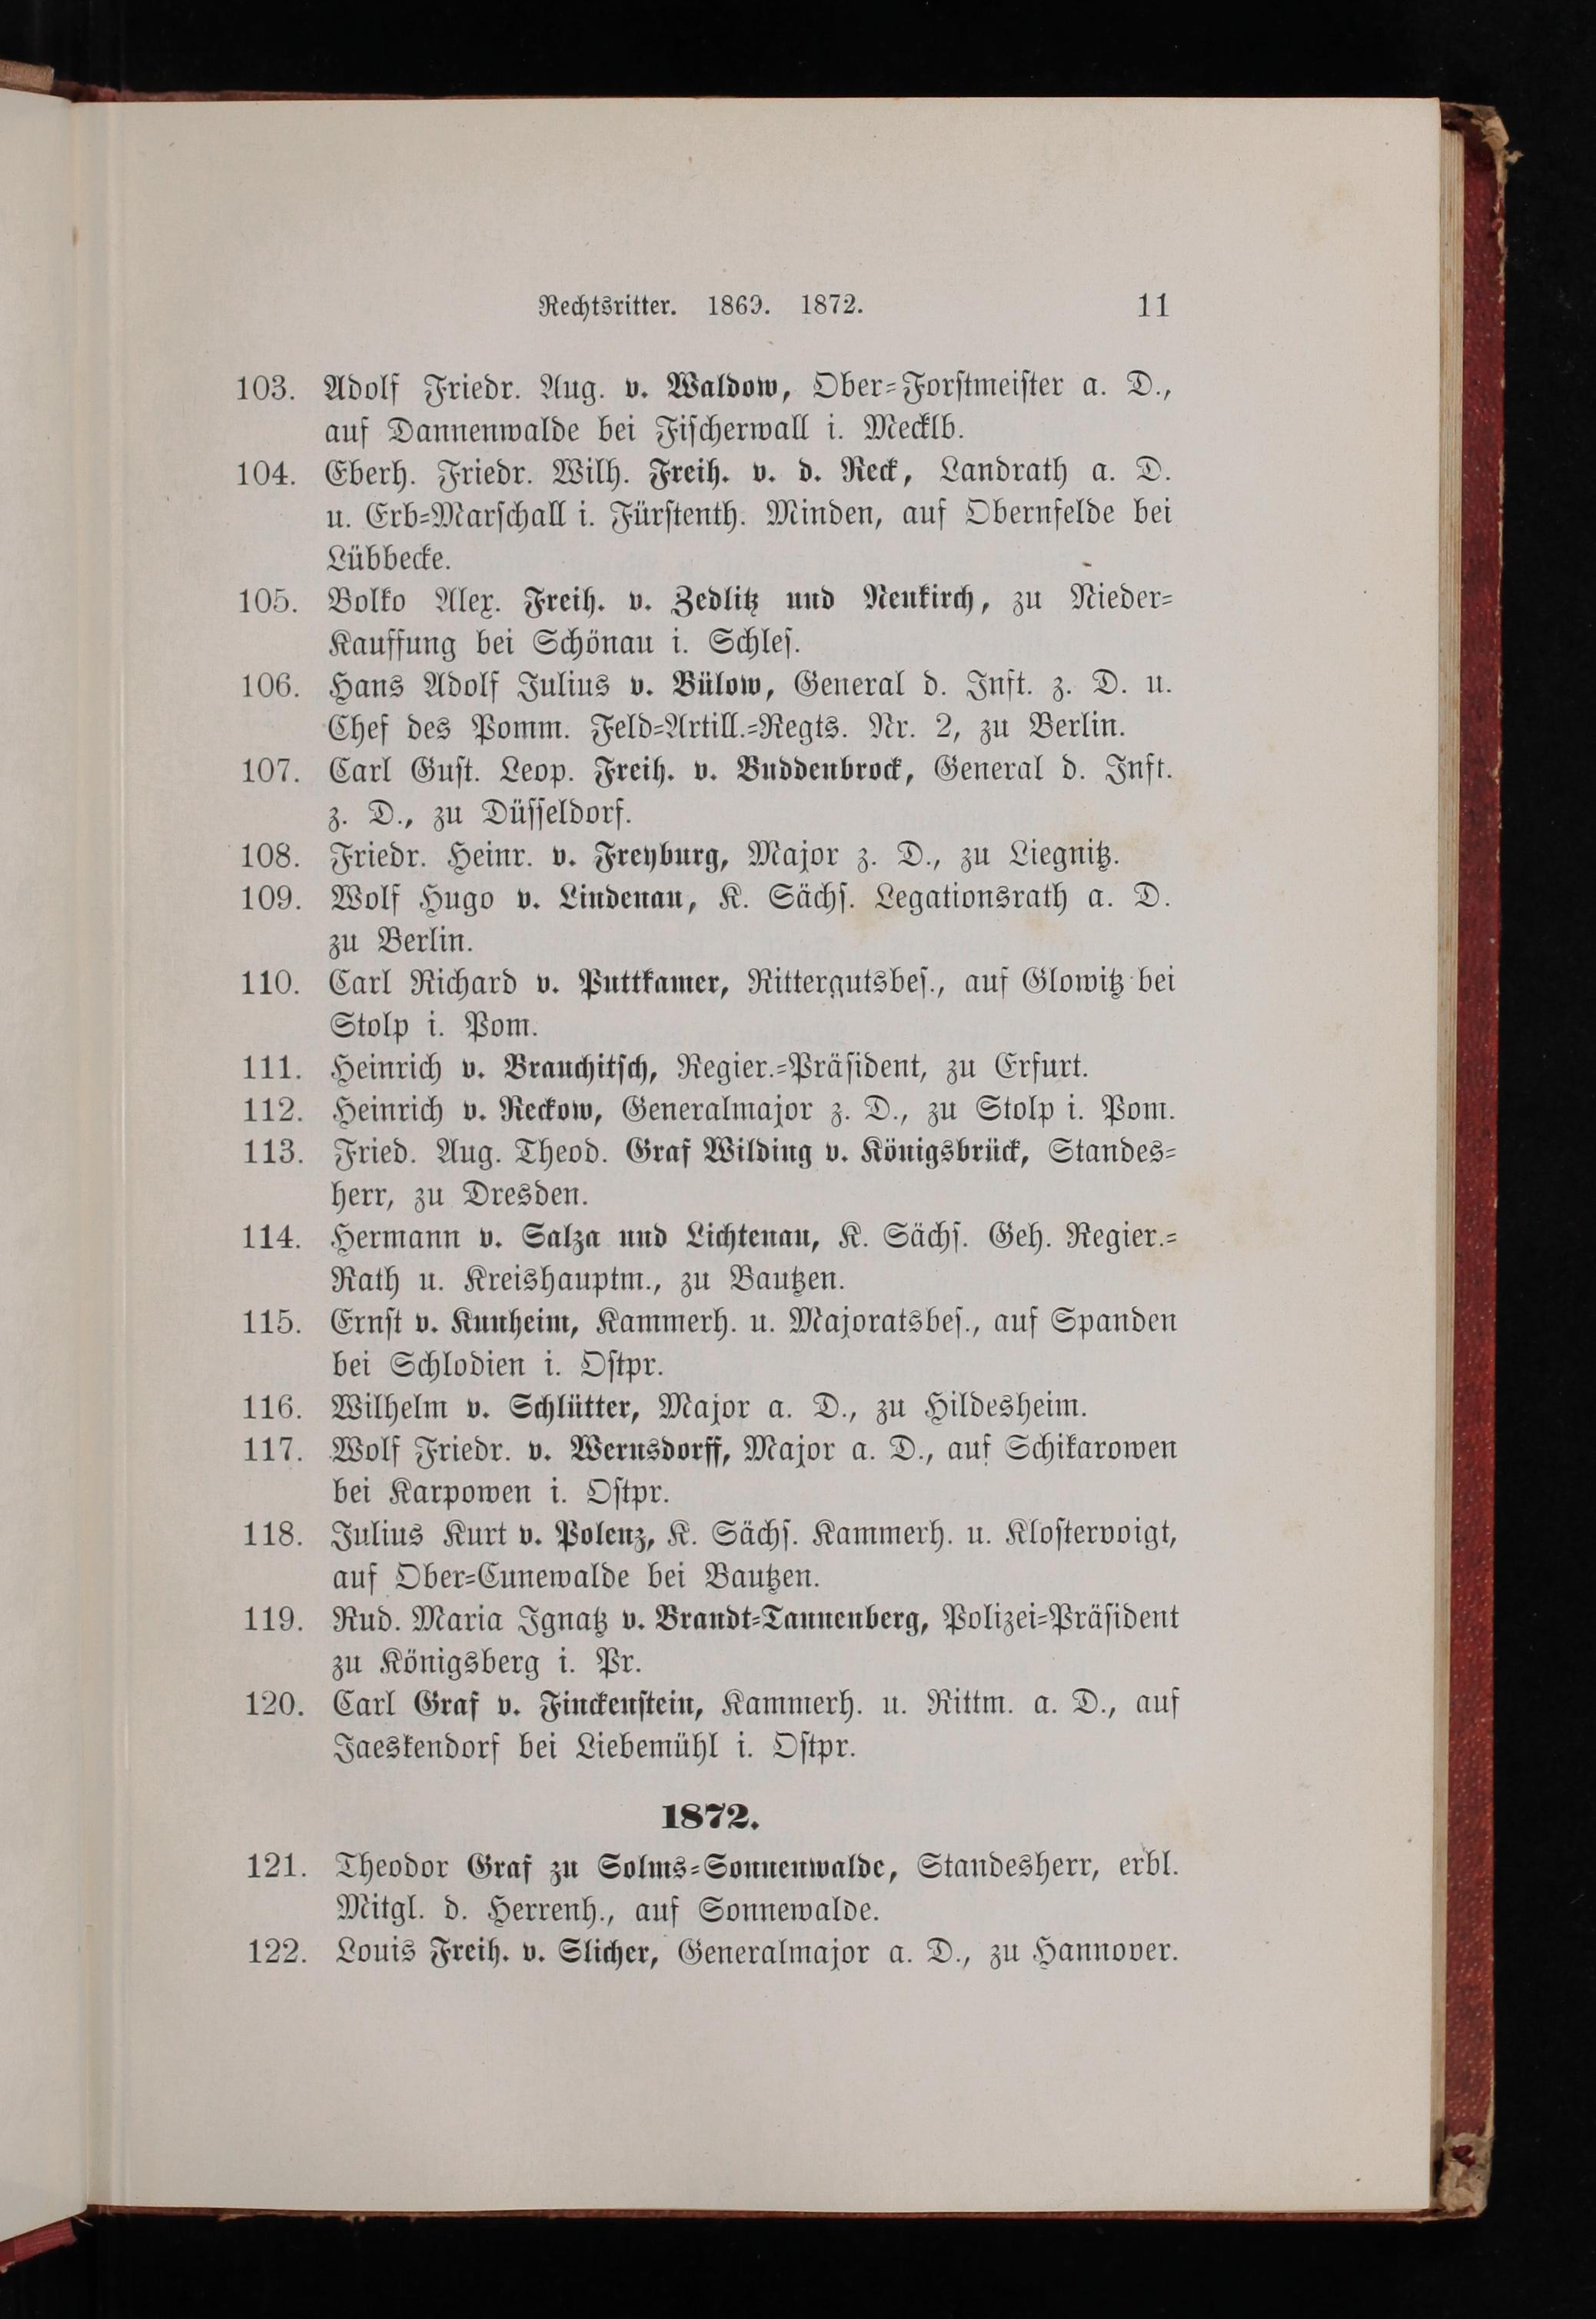 Rechtsritter. 1869. 1872. 11
103. Adolf Friedr. Aug. v. Waldow, Ober-Forstmeister a. D.,
auf Dannenwalde bei Fischerwall i. Mecklb.
104. Eberh. Friedr. Wilh. Freih. v. d. Reck, Landrath a. D.
u. Erb-Marschall i. Fürstenth. Minden, auf Obernfelde bei
Lübbecke.
105. Bolko Alex. Freih. v. Zedlitz und Neukirch, zu Nieder-
Kauffung bei Schönau i. Schles.
106. Hans Adolf Julius v. Bülow, General d. Inft. z. D. u.
Chef des Pomm. Feld-Artill.-Regts. Nr. 2, zu Berlin.
107. Carl Gust. Leop. Freih. v. Buddenbrock, General d. Inft.
z. D., zu Düsseldorf.
108. Friedr. Heinr. v. Freyburg, Major z. D., zu Liegnitz.
109. Wolf Hugo v. Lindenau, K. Sächs. Legationsrath a. D.
zu Berlin.
110. Carl Richard v. Puttkamer, Rittergutsbes., auf Glowitz bei
Stolp i. Pom.
111. Heinrich v. Brauchitsch, Regier.-Präsident, zu Erfurt.
112. Heinrich v. Reckow, Generalmajor z. D., zu Stolp i. Pom.
113. Fried. Aug. Theod. Graf Wilding v. Königsbrück, Standes-
herr, zu Dresden.
114. Hermann v. Salza und Lichtenau, K. Sächs. Geh. Regier.-
Rath u. Kreishauptm., zu Bautzen.
115. Ernst v. Kunheim, Kammerh. u. Majoratsbes., auf Spanden
bei Schlodien i. Ostpr.
116. Wilhelm v. Schlütter, Major a. D., zu Hildesheim.
117. Wolf Friedr. v. Wernsdorff, Major a. D., auf Schikarowen
bei Karpowen i. Ostpr.
118. Julius Kurt v. Polenz, K. Sächs. Kammerh. u. Klostervoigt,
auf Ober-Cunewalde bei Bautzen.
119. Rud. Maria Ignatz v. Brandt-Tannenberg, Polizei-Präsident
zu Königsberg i. Pr.
120. Carl Graf v. Finckenstein, Kammerh. u. Rittm. a. D., auf
Jaeskendorf bei Liebemühl i. Ostpr.
1872.
121. Theodor Graf zu Solms-Sonnenwalde, Standesherr, erbl.
Mitgl. d. Herrenh., auf Sonnewalde.
122. Louis Freih. v. Slicher, Generalmajor a. D., zu Hannover.